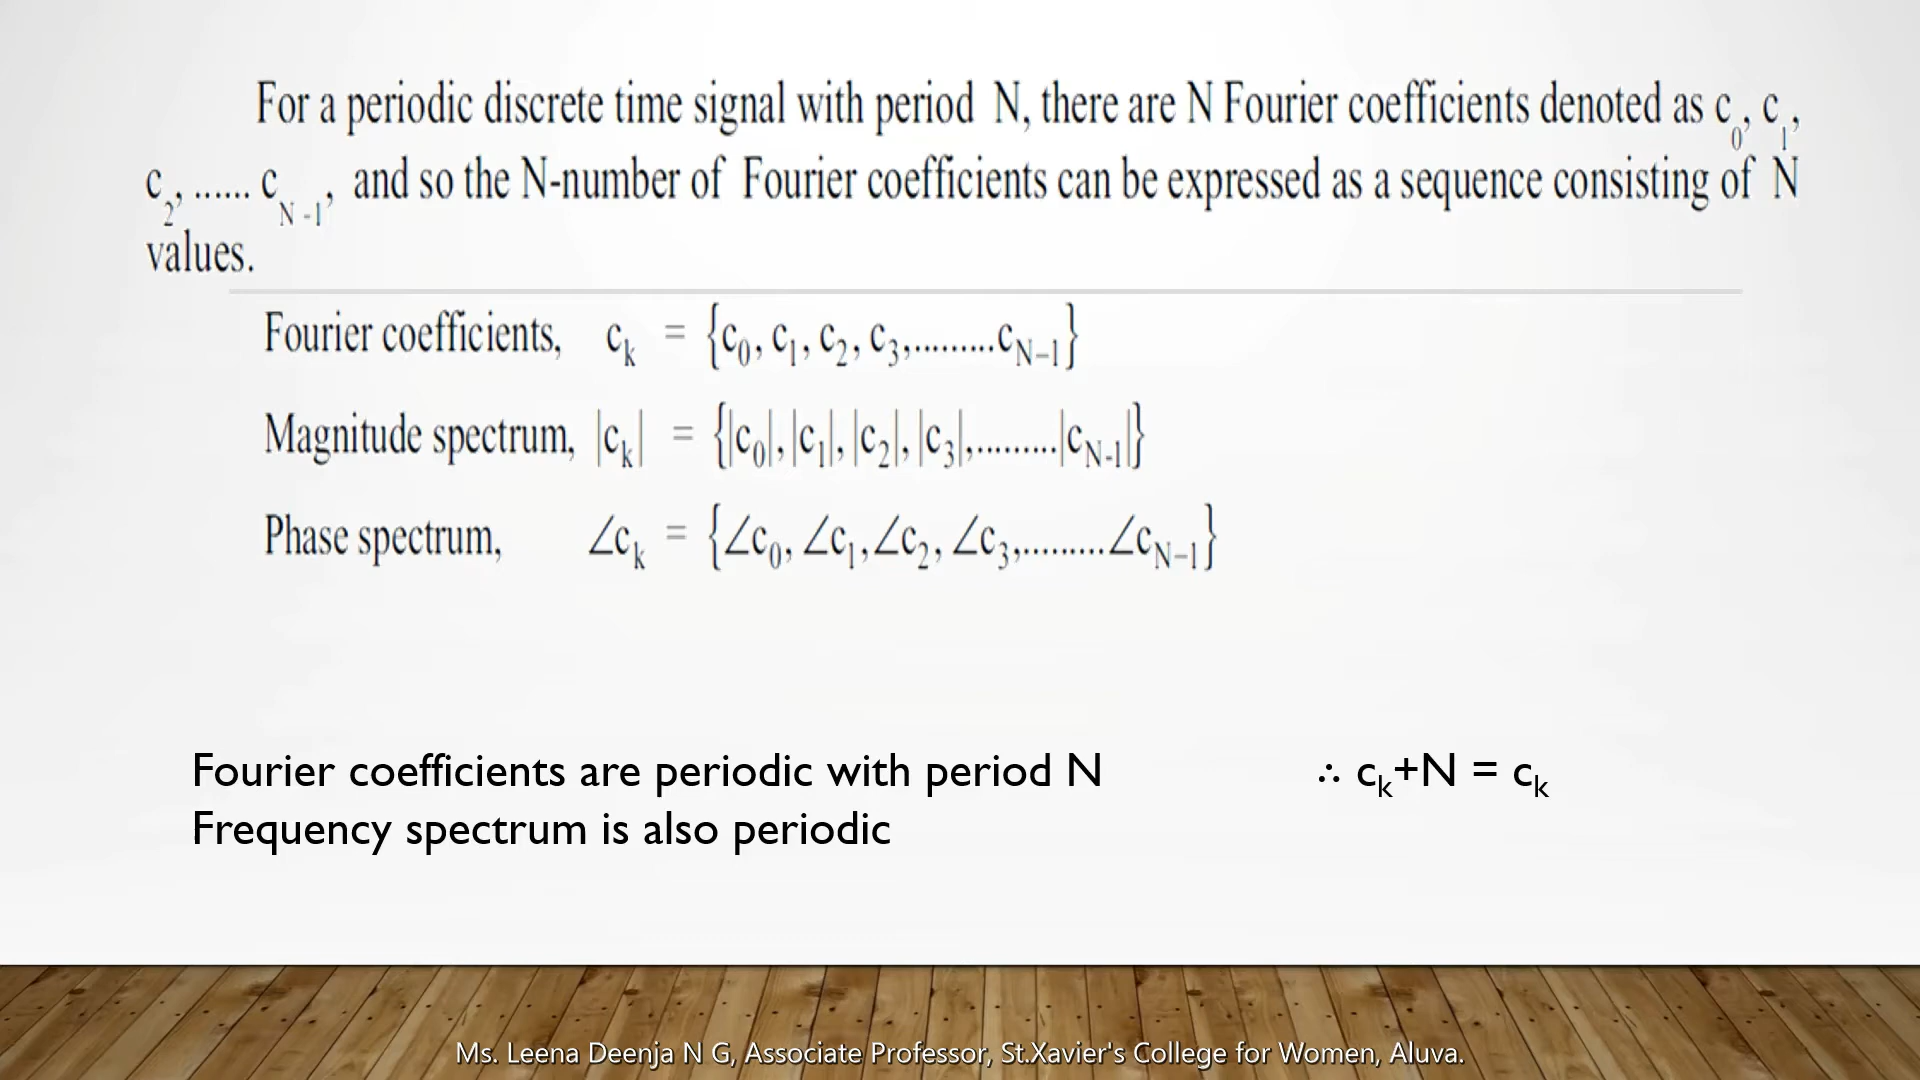 For a periodic discrete time signal with period N, there are N Fourier coefficients denoted as c₀, c₁,
c₂, ...... c_{N-1}, and so the N-number of Fourier coefficients can be expressed as a sequence consisting of N
values.
Fourier coefficients, cₖ = {c₀, c₁, c₂, c₃,.........c_{N–1}}
Magnitude spectrum, |cₖ| = {|c₀|, |c₁|, |c₂|, |c₃|,.........|c_{N-1}|}
Phase spectrum, ∠cₖ = {∠c₀, ∠c₁, ∠c₂, ∠c₃,.........∠c_{N–1}}
Fourier coefficients are periodic with period N ∴ cₖ+N = cₖ
Frequency spectrum is also periodic
Ms. Leena Deenja N G, Associate Professor, St.Xavier's College for Women, Aluva.